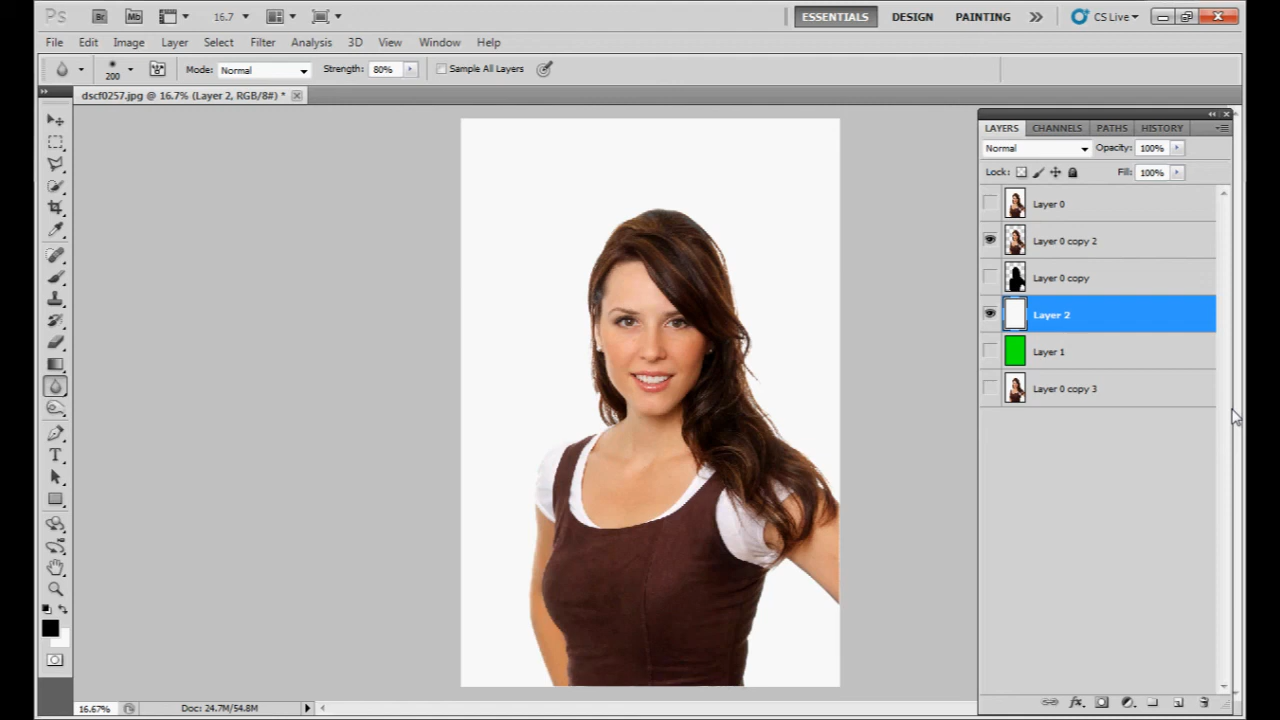 Ps Br Mb 16.7 ESSENTIALS DESIGN PAINTING CS Live
File Edit Image Layer Select Filter Analysis 3D View Window Help
200 Mode: Normal Strength: 80% Sample All Layers
dscf0257.jpg @ 16.7% (Layer 2, RGB/8#) *
LAYERS CHANNELS PATHS HISTORY
Normal Opacity: 100%
Lock: Fill: 100%
Layer 0
Layer 0 copy 2
Layer 0 copy
Layer 2
Layer 1
Layer 0 copy 3
T
16.67% Doc: 24.7M/54.8M fx